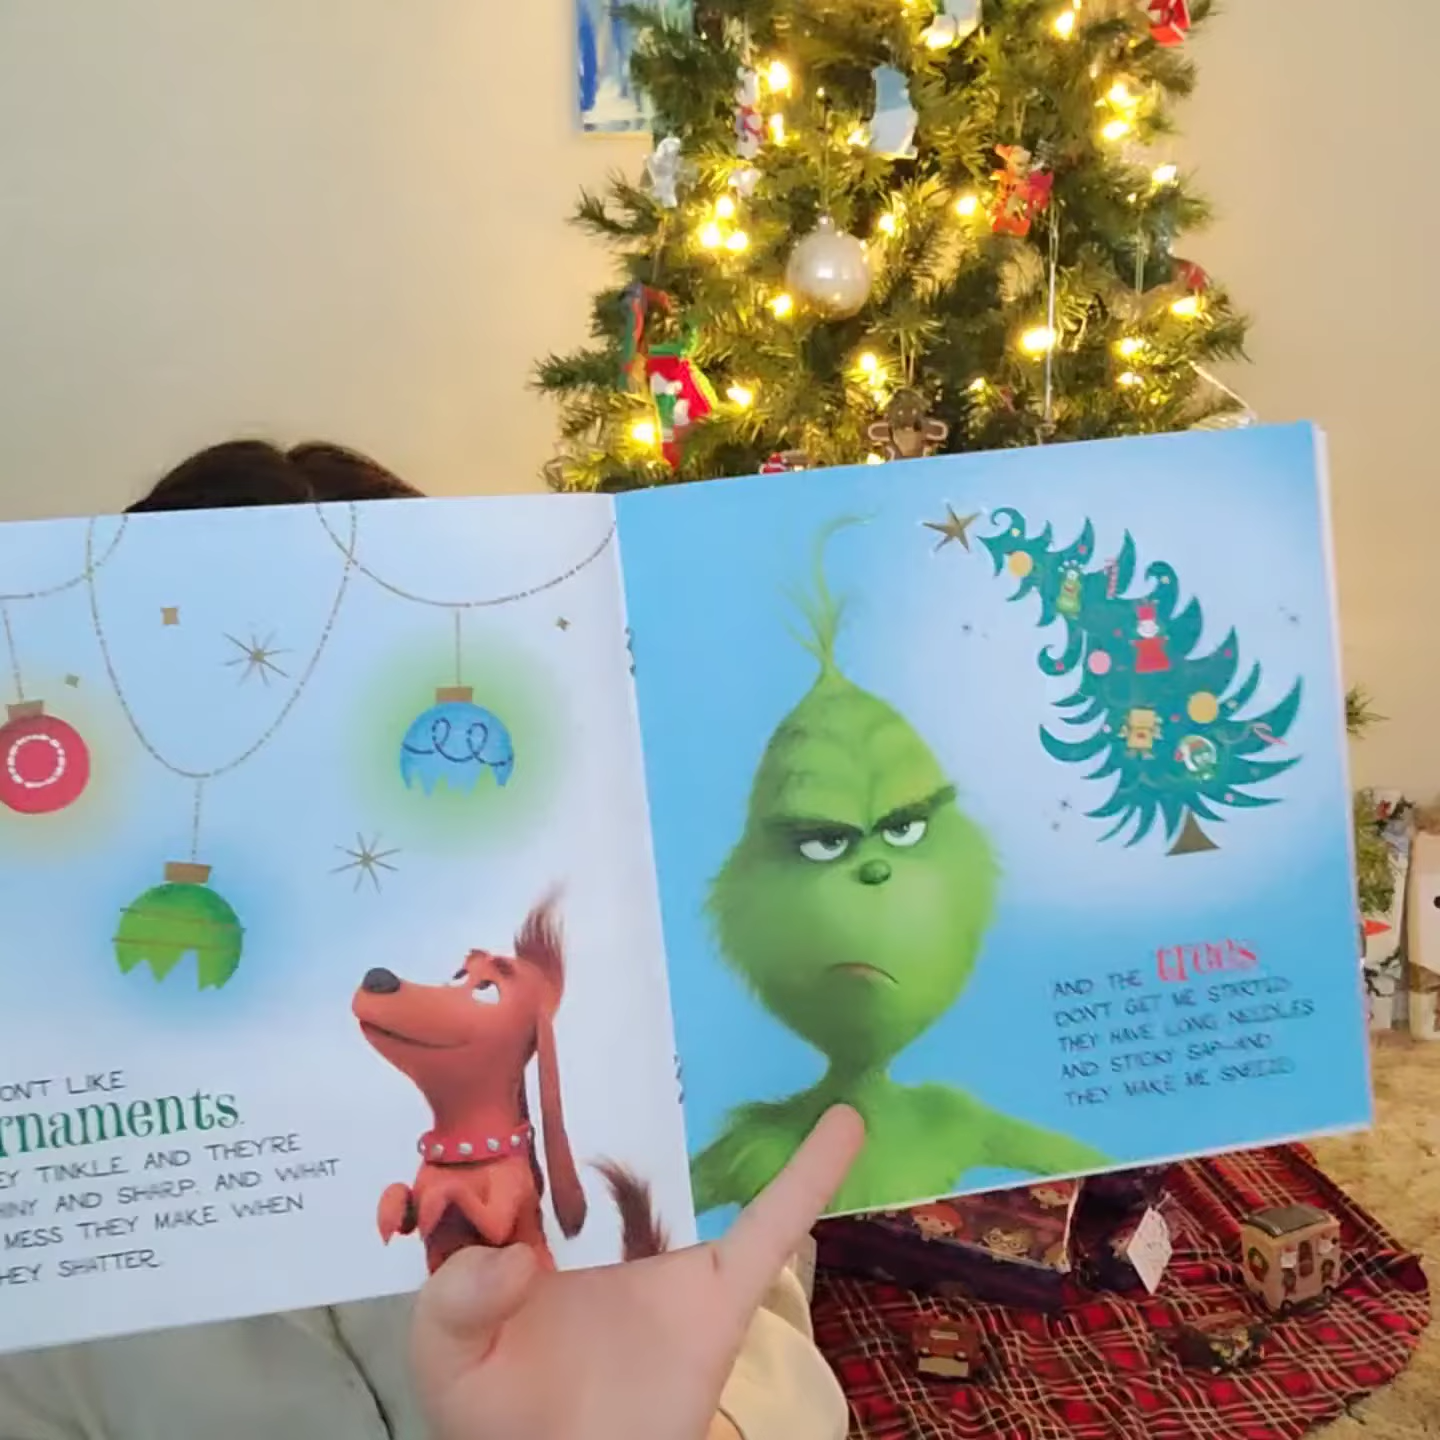 ON'T LIKE
rnaments.
EY TINKLE AND THEY'RE
HINY AND SHARP. AND WHAT
MESS THEY MAKE WHEN
HEY SHATTER.
AND THE trees.
DON'T GET ME STARTED.
THEY HAVE LONG NEEDLES
AND STICKY SAP—AND
THEY MAKE ME SNEEZE!